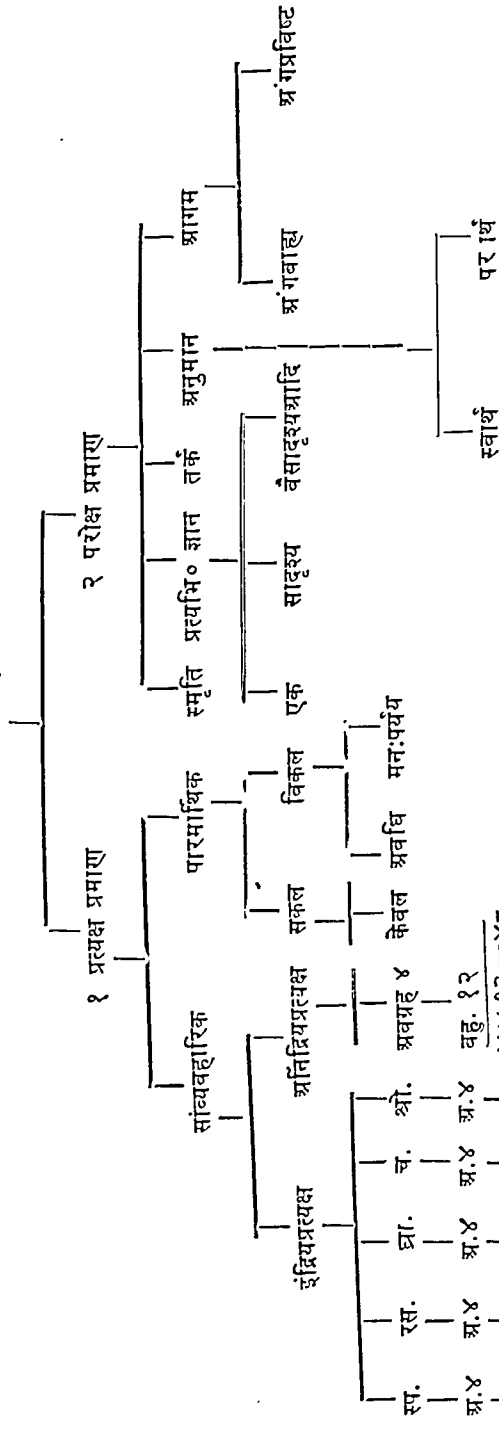 १ प्रत्यक्ष प्रमाण २ परोक्ष प्रमाण
सांव्यवहारिक पारमार्थिक स्मृति प्रत्यभि० ज्ञान तर्क अनुमान आगम
इंद्रियप्रत्यक्ष अनिद्रियप्रत्यक्ष सकल विकल एक सादृश्य वैसादृश्यआदि अंगवाह्य अंगप्रविष्ट
स्प. रस. घ्रा. च. श्रो. अवग्रह ४ केवल अवधि मनःपर्यय
अ.४ अ.४ अ.४ अ.४ अ.४ वहु. १२ स्वार्थ परार्थ